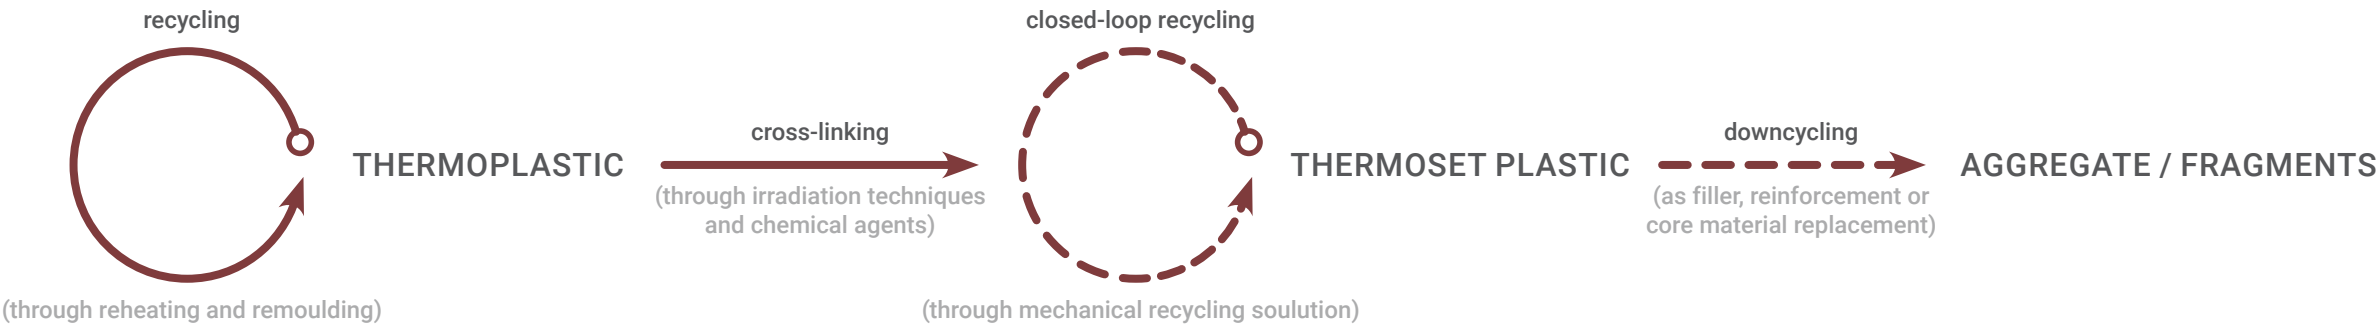 recycling
THERMOPLASTIC
(through reheating and remoulding)
cross-linking
(through irradiation techniques
and chemical agents)
closed-loop recycling
THERMOSET PLASTIC
(through mechanical recycling soulution)
downcycling
(as filler, reinforcement or
core material replacement)
AGGREGATE / FRAGMENTS